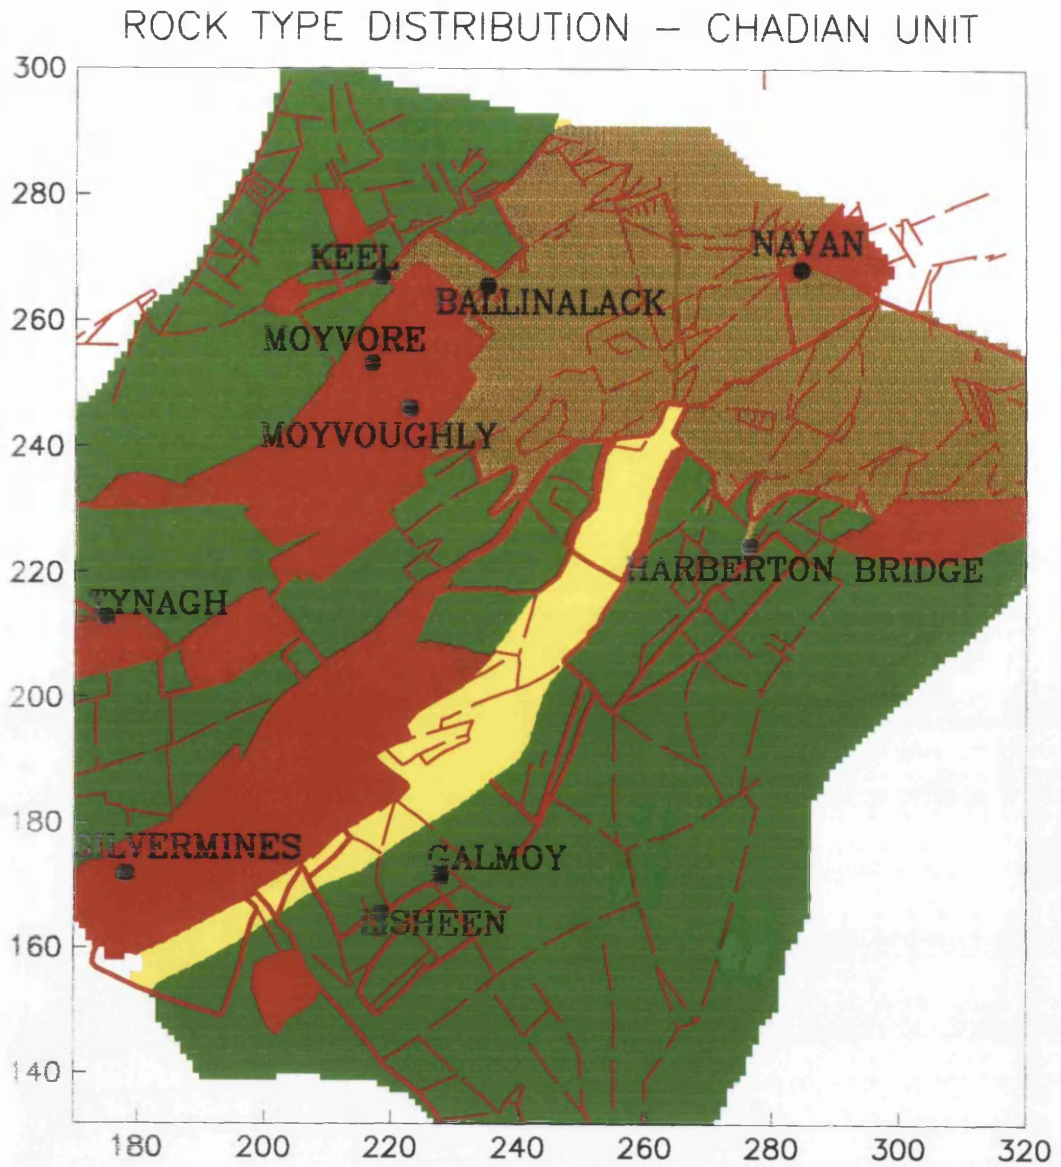 ROCK TYPE DISTRIBUTION – CHADIAN UNIT
300
280
NAVAN
KEEL
BALLINALACK
260
MOYVORE
MOYVOUGHLY
240
220
HARBERTON BRIDGE
TYNAGH
200
180
SILVERMINES
GALMOY
LISHEEN
160
140
180 200 220 240 260 280 300 320